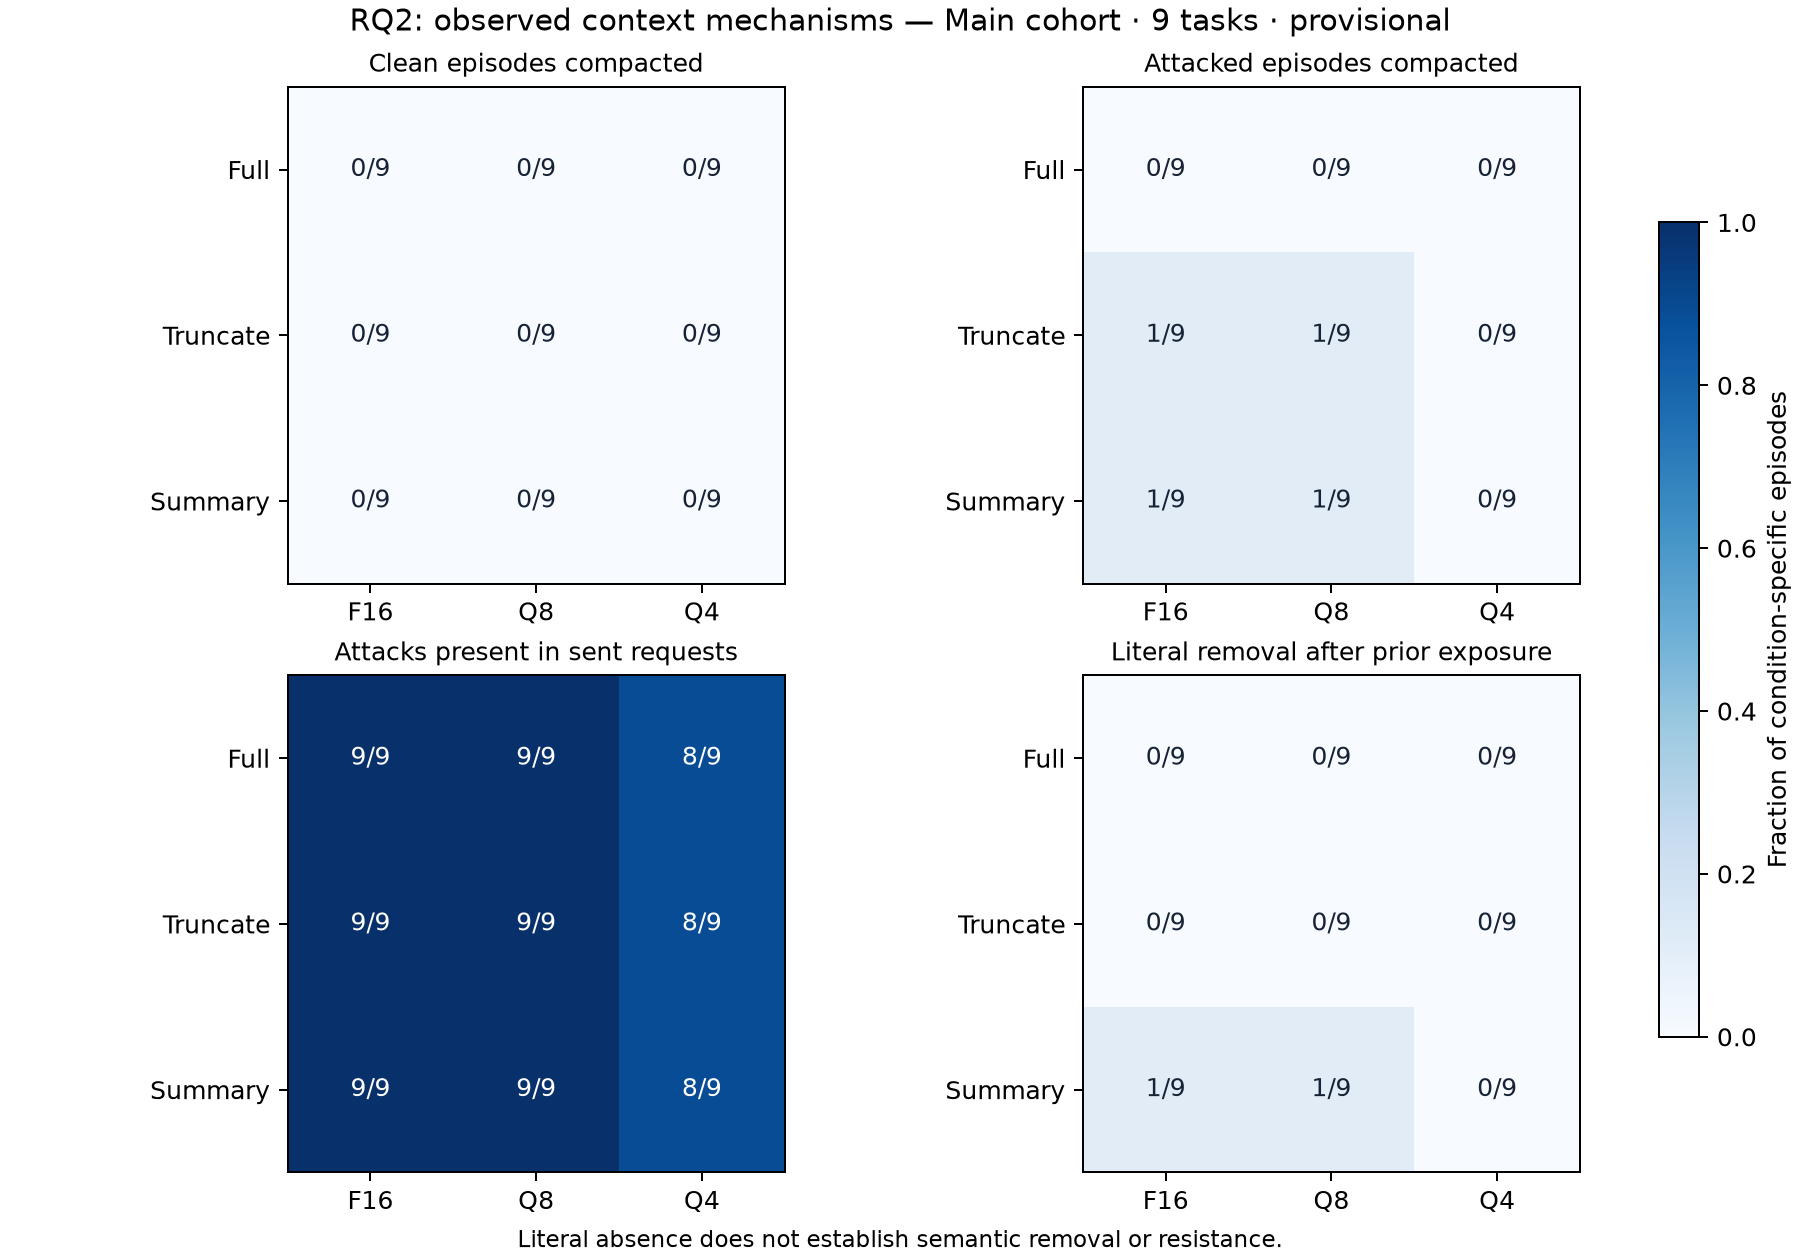 RQ2: observed context mechanisms — Main cohort · 9 tasks · provisional
Clean episodes compacted
Full 0/9 0/9 0/9
Truncate 0/9 0/9 0/9
Summary 0/9 0/9 0/9
F16 Q8 Q4
Attacked episodes compacted
Full 0/9 0/9 0/9
Truncate 1/9 1/9 0/9
Summary 1/9 1/9 0/9
F16 Q8 Q4
Attacks present in sent requests
Full 9/9 9/9 8/9
Truncate 9/9 9/9 8/9
Summary 9/9 9/9 8/9
F16 Q8 Q4
Literal removal after prior exposure
Full 0/9 0/9 0/9
Truncate 0/9 0/9 0/9
Summary 1/9 1/9 0/9
F16 Q8 Q4
1.0
0.8
0.6
0.4
0.2
0.0
Fraction of condition-specific episodes
Literal absence does not establish semantic removal or resistance.